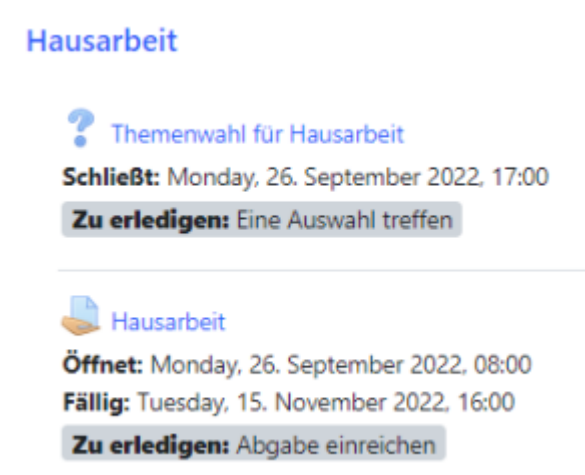 Hausarbeit
Themenwahl für Hausarbeit
Schließt: Monday, 26. September 2022, 17:00
Zu erledigen: Eine Auswahl treffen
Hausarbeit
Öffnet: Monday, 26. September 2022, 08:00
Fällig: Tuesday, 15. November 2022, 16:00
Zu erledigen: Abgabe einreichen